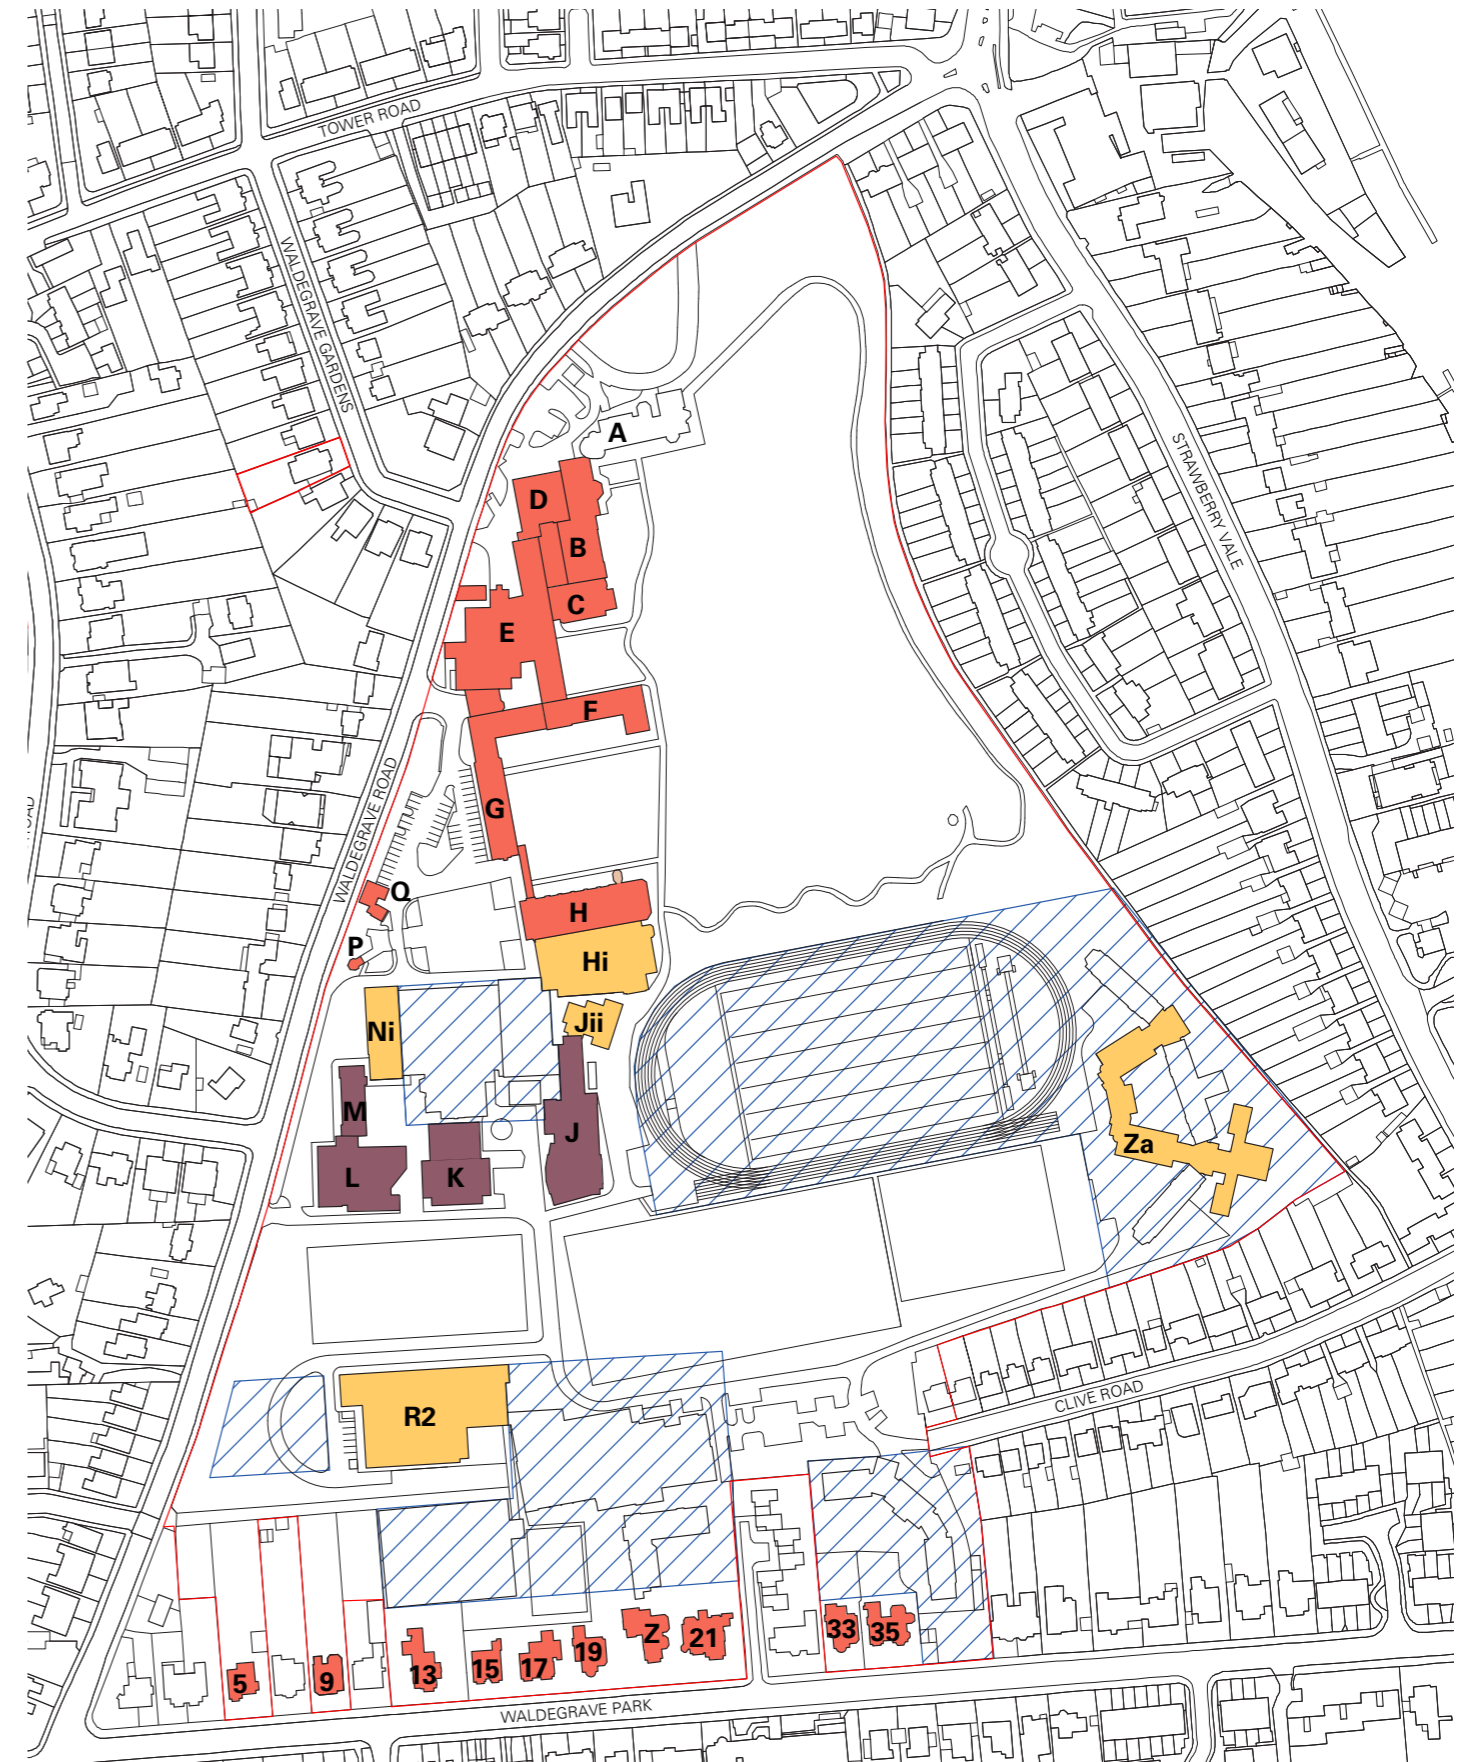 TOWER ROAD
WALDEGRAVE GARDENS
A
STRAWBERRY VALE
D
B
C
E
F
WALDEGRAVE ROAD
G
Q
H
P
Hi
Ni
Jii
M
J
Za
L
K
CLIVE ROAD
R2
33
35
Z
21
19
17
15
13
9
5
WALDEGRAVE PARK